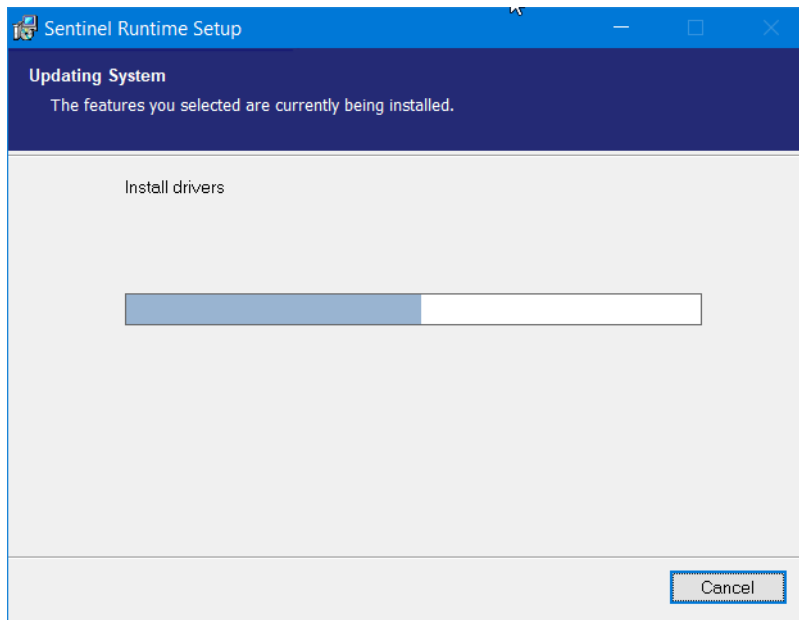 Sentinel Runtime Setup
Updating System
The features you selected are currently being installed.
Install drivers
Cancel